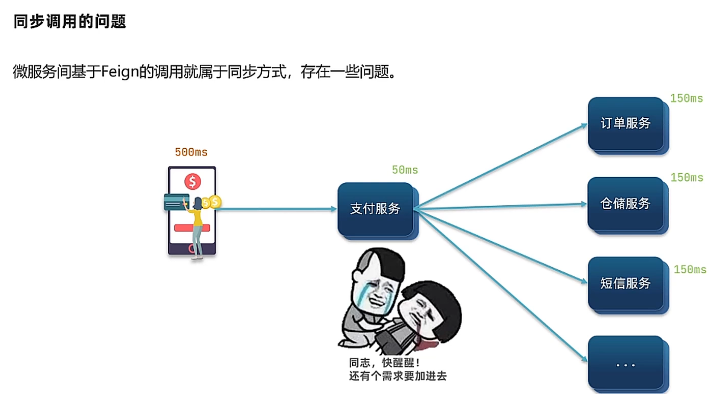 同步调用的问题
微服务间基于Feign的调用就属于同步方式，存在一些问题。
150ms
订单服务
500ms
50ms
150ms
支付服务
仓储服务
150ms
短信服务
...
同志，快醒醒！
还有个需求要加进去